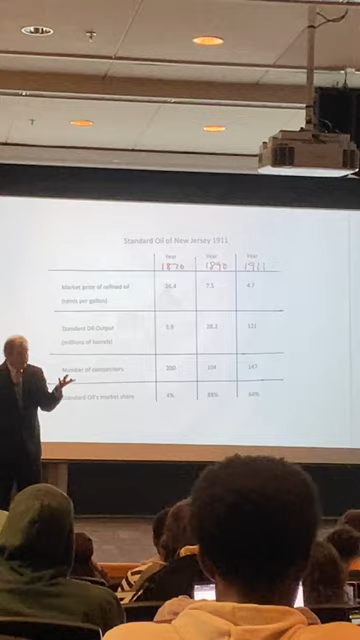 Standard Oil of New Jersey 1911
Year Year Year
1870 1890 1911
Market price of refined oil 26.4 7.5 4.7
(cents per gallon)
Standard Oil Output 5.9 28.2 121
(millions of barrels)
Number of competitors 200 104 147
Standard Oil's market share 4% 88% 64%